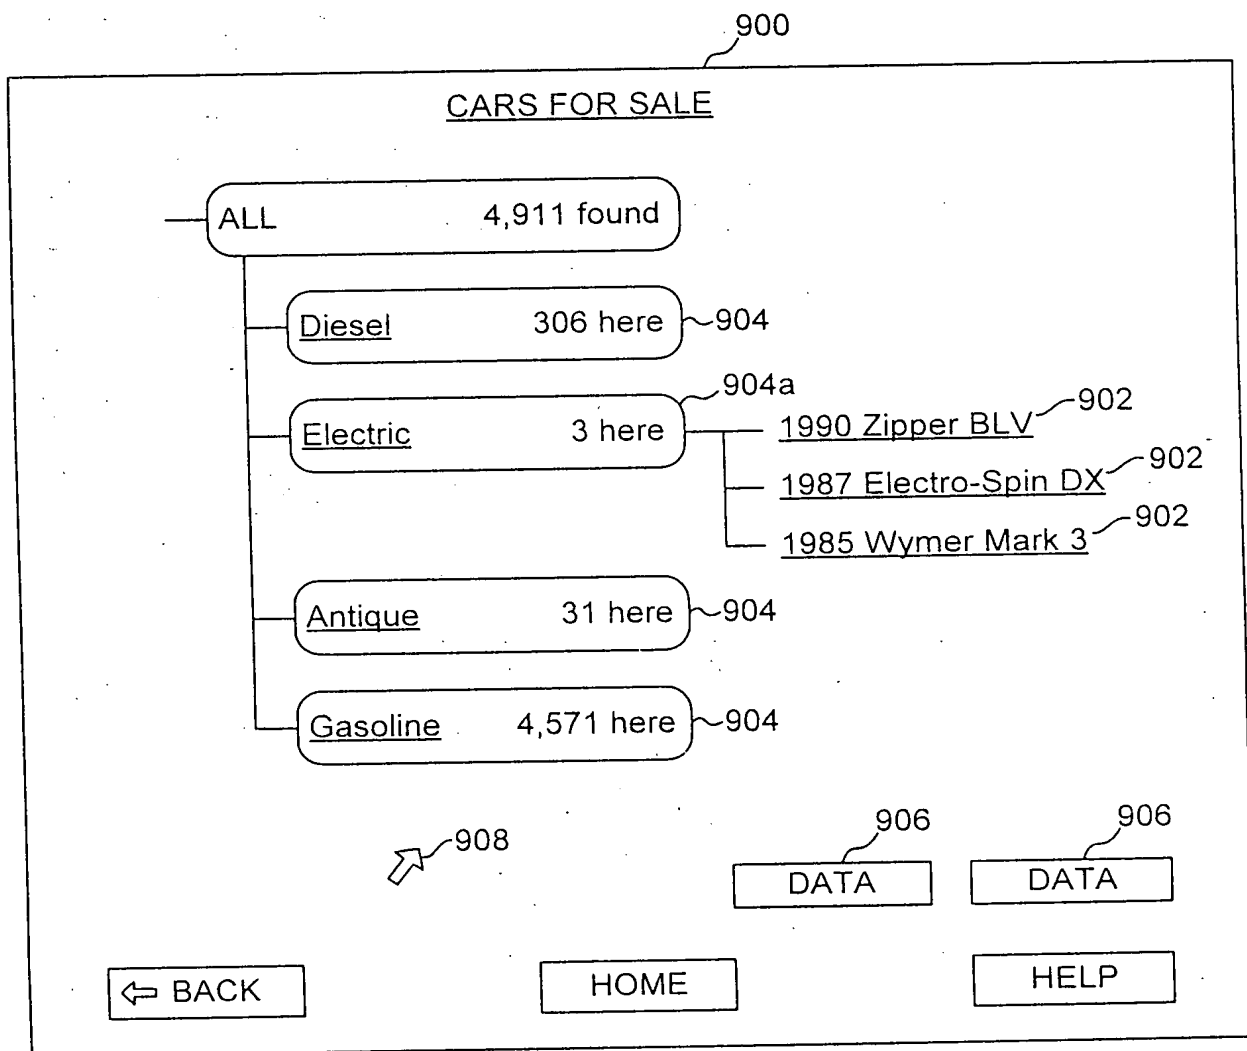 900
CARS FOR SALE
ALL 4,911 found
Diesel 306 here 904
904a
Electric 3 here 1990 Zipper BLV 902
1987 Electro-Spin DX 902
1985 Wymer Mark 3 902
Antique 31 here 904
Gasoline 4,571 here 904
908
906 906
DATA DATA
BACK HOME HELP